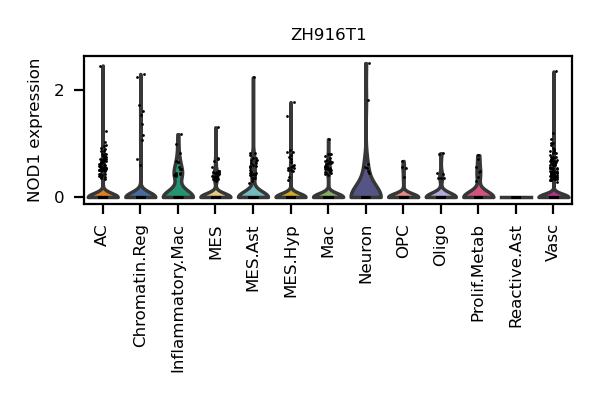 ZH916T1
NOD1 expression
2
0
AC
Chromatin.Reg
Inflammatory.Mac
MES
MES.Ast
MES.Hyp
Mac
Neuron
OPC
Oligo
Prolif.Metab
Reactive.Ast
Vasc